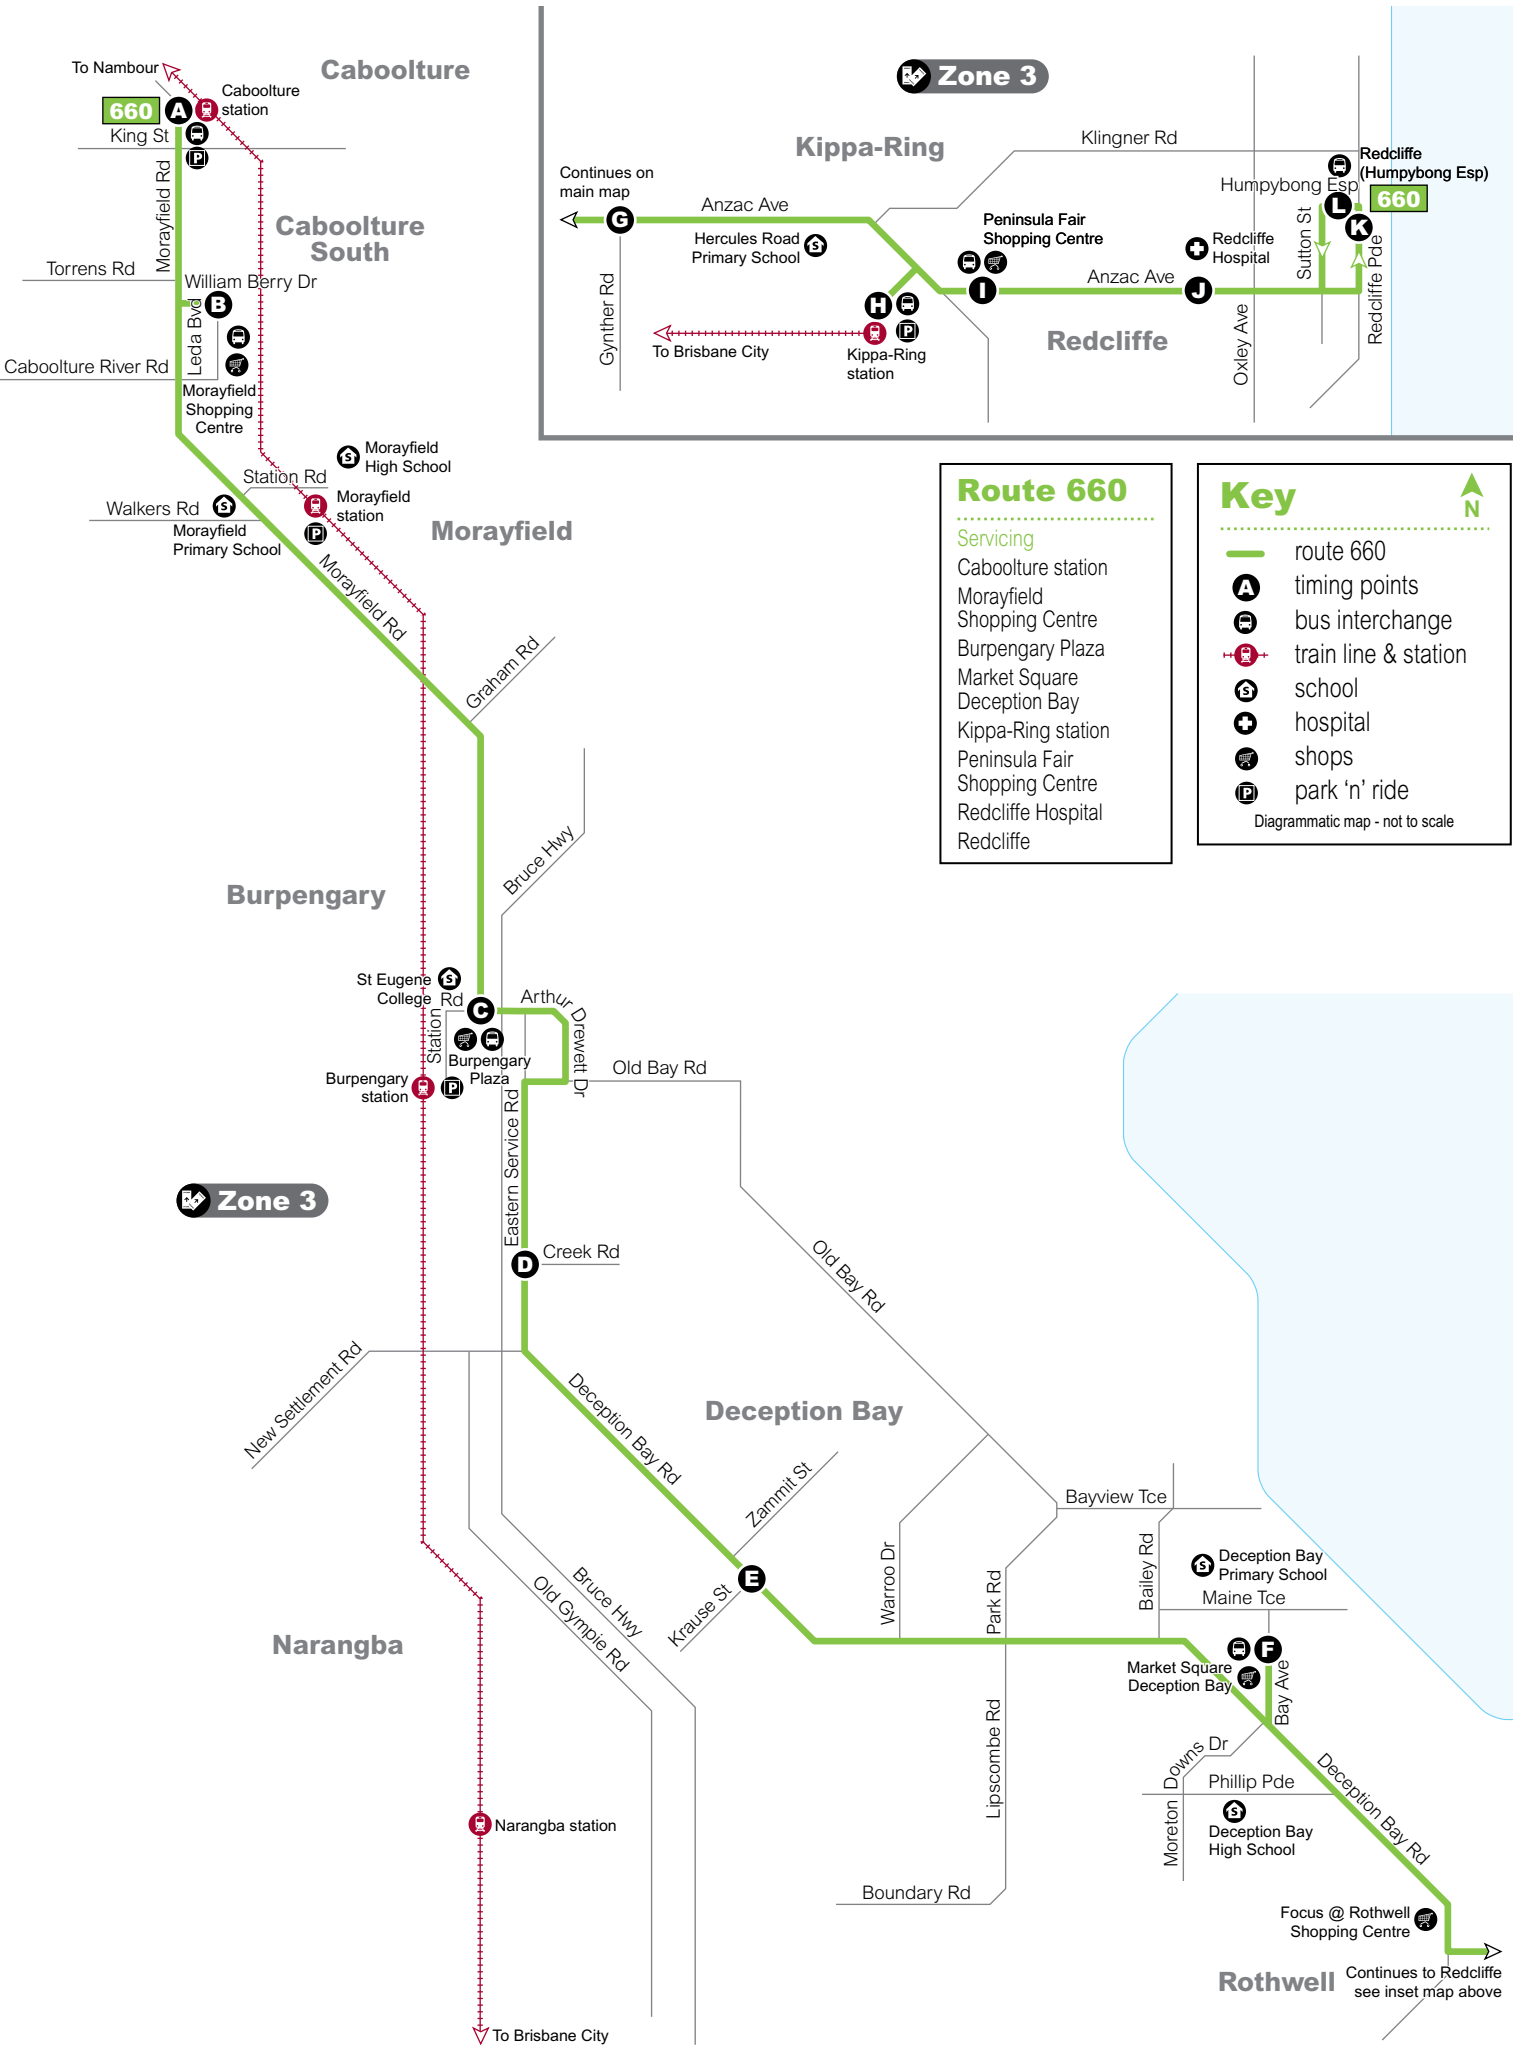 To Nambour
Caboolture
Caboolture
station
660
A
King St
P
Morayfield Rd
Caboolture
South
Torrens Rd
William Berry Dr
B
Leda Bvd
Caboolture River Rd
Morayfield
Shopping
Centre
S
Morayfield
High School
Station Rd
Walkers Rd
S
Morayfield
station
Morayfield
Primary School
P
Morayfield
Morayfield Rd
Graham Rd
Bruce Hwy
Burpengary
St Eugene
College
S
Station
Rd
C
Arthur Drewett Dr
Burpengary
Plaza
Old Bay Rd
Burpengary
station
P
Eastern Service Rd
Zone 3
D
Creek Rd
Old Bay Rd
New Settlement Rd
Deception Bay Rd
Deception Bay
Zammit St
Bayview Tce
E
Krause St
Warroo Dr
Park Rd
Bailey Rd
S
Deception Bay
Primary School
Maine Tce
Bruce Hwy
Old Gympie Rd
Narangba
F
Market Square
Deception Bay
Bay Ave
Lipscombe Rd
Moreton Downs Dr
Phillip Pde
S
Deception Bay
High School
Deception Bay Rd
Narangba station
Boundary Rd
Focus @ Rothwell
Shopping Centre
Rothwell
Continues to Redcliffe
see inset map above
To Brisbane City
Zone 3
Kippa-Ring
Klingner Rd
Continues on
main map
G
Anzac Ave
Hercules Road
Primary School
S
Gynther Rd
Peninsula Fair
Shopping Centre
H
P
I
Anzac Ave
J
Redcliffe
Hospital
To Brisbane City
Kippa-Ring
station
Redcliffe
Oxley Ave
Sutton St
Redcliffe
(Humpybong Esp)
Humpybong Esp
660
L
K
Redcliffe Pde
Route 660
Servicing
Caboolture station
Morayfield
Shopping Centre
Burpengary Plaza
Market Square
Deception Bay
Kippa-Ring station
Peninsula Fair
Shopping Centre
Redcliffe Hospital
Redcliffe
Key
N
route 660
A
timing points
bus interchange
train line & station
S
school
hospital
shops
P
park ‘n’ ride
Diagrammatic map - not to scale